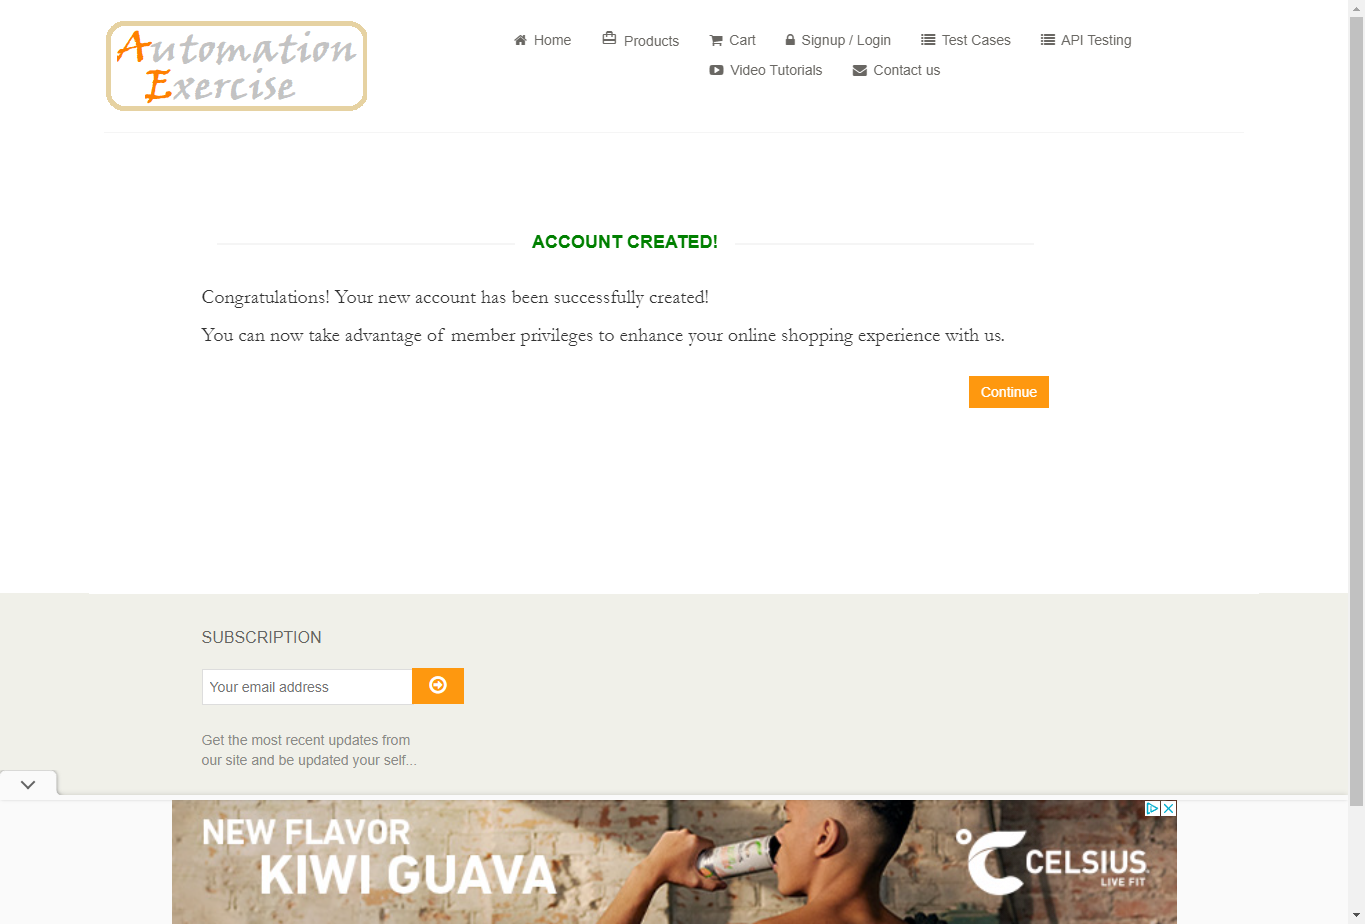 Automation
Exercise
Home Products Cart Signup / Login Test Cases API Testing
Video Tutorials Contact us
ACCOUNT CREATED!
Congratulations! Your new account has been successfully created!
You can now take advantage of member privileges to enhance your online shopping experience with us.
Continue
SUBSCRIPTION
Your email address
Get the most recent updates from
our site and be updated your self...
NEW FLAVOR
KIWI GUAVA
CELSIUS
LIVE FIT